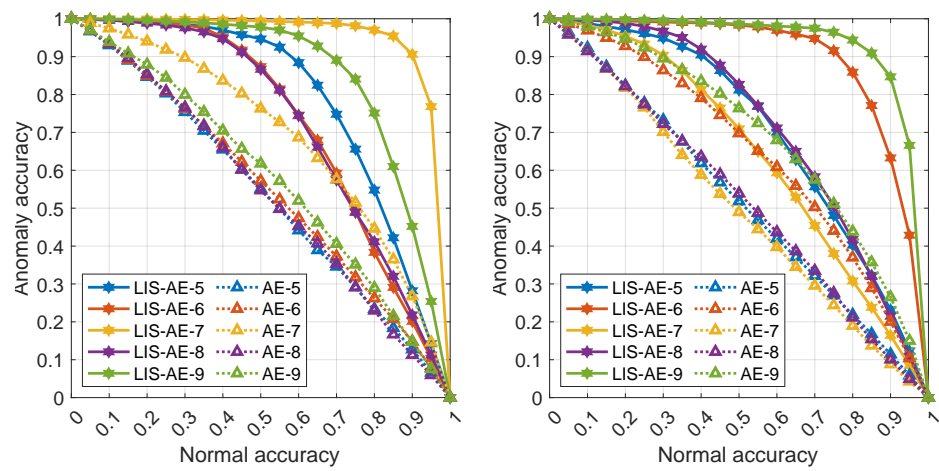 1
0.9
0.8
0.7
0.6
0.5
0.4
0.3
0.2
0.1
0
Anomaly accuracy
LIS-AE-5 AE-5
LIS-AE-6 AE-6
LIS-AE-7 AE-7
LIS-AE-8 AE-8
LIS-AE-9 AE-9
0 0.1 0.2 0.3 0.4 0.5 0.6 0.7 0.8 0.9 1
Normal accuracy
1
0.9
0.8
0.7
0.6
0.5
0.4
0.3
0.2
0.1
0
Anomaly accuracy
LIS-AE-5 AE-5
LIS-AE-6 AE-6
LIS-AE-7 AE-7
LIS-AE-8 AE-8
LIS-AE-9 AE-9
0 0.1 0.2 0.3 0.4 0.5 0.6 0.7 0.8 0.9 1
Normal accuracy